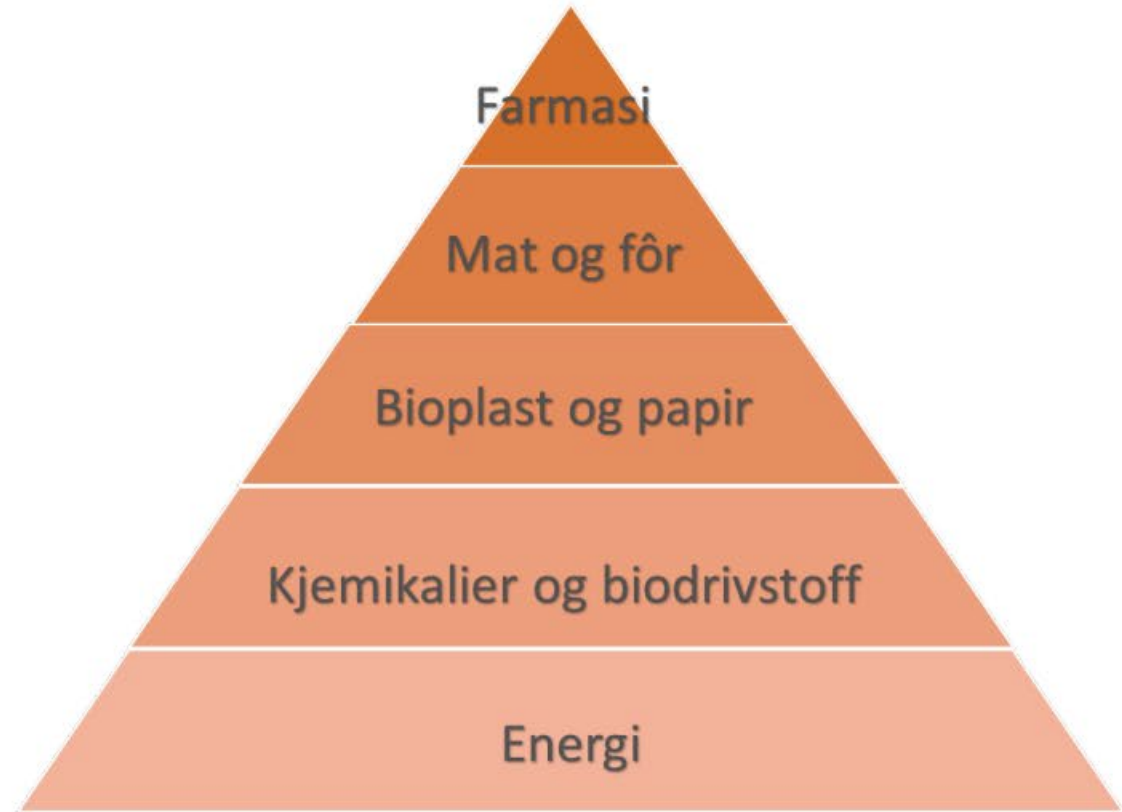 Farmasi
Mat og fôr
Bioplast og papir
Kjemikalier og biodrivstoff
Energi